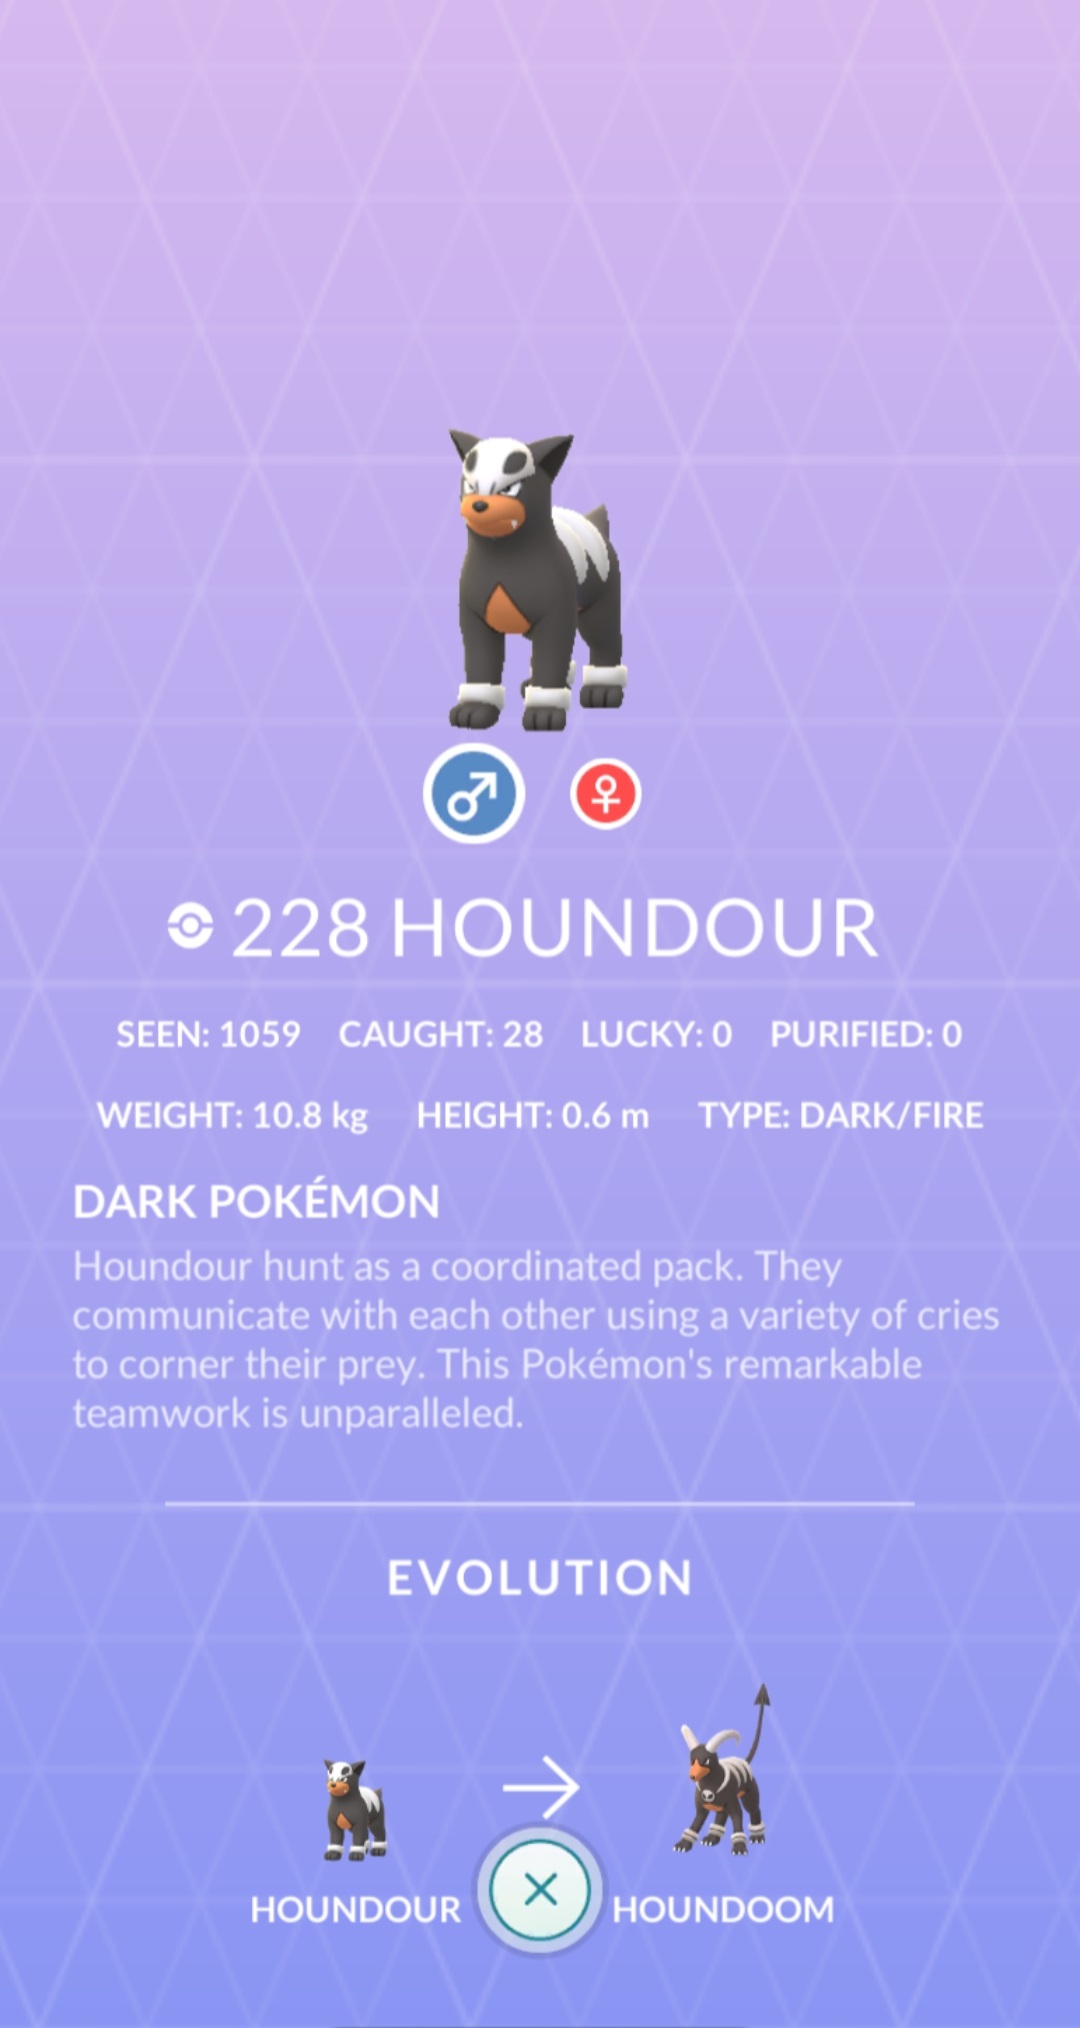 228 HOUNDOUR
SEEN: 1059 CAUGHT: 28 LUCKY: 0 PURIFIED: 0
WEIGHT: 10.8 kg HEIGHT: 0.6 m TYPE: DARK/FIRE
DARK POKÉMON
Houndour hunt as a coordinated pack. They
communicate with each other using a variety of cries
to corner their prey. This Pokémon's remarkable
teamwork is unparalleled.
EVOLUTION
HOUNDOUR HOUNDOOM